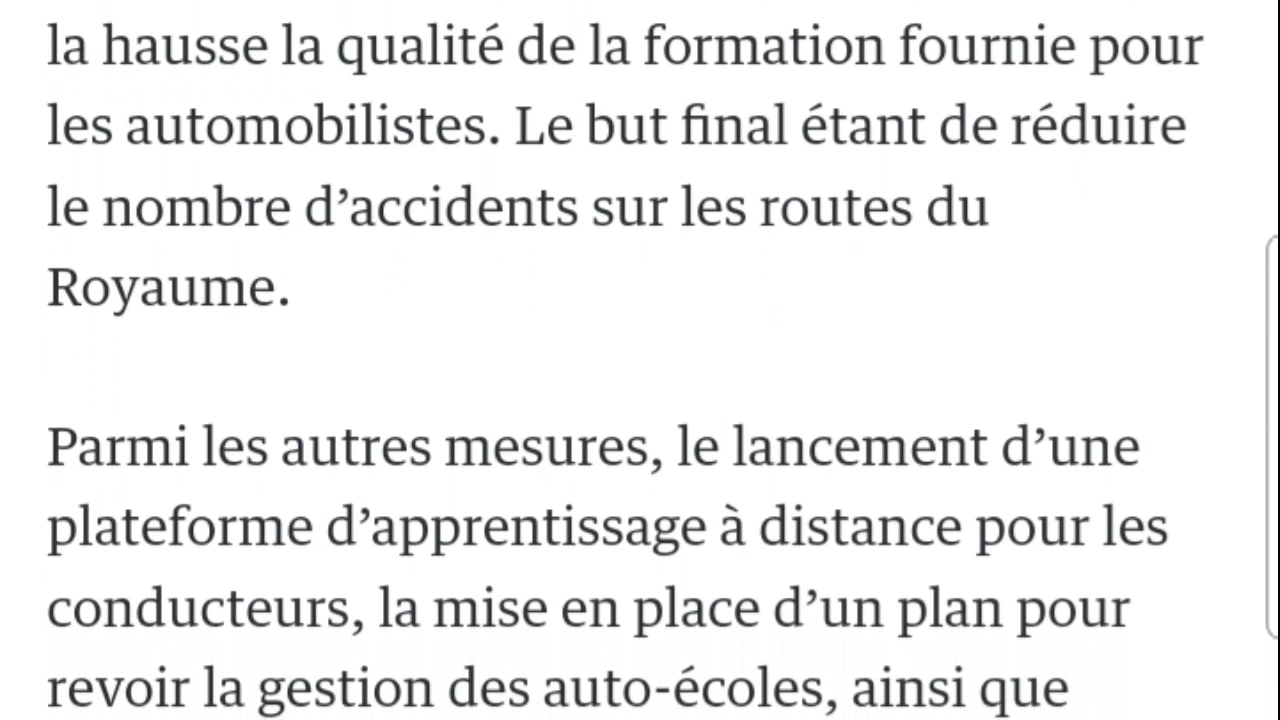 la hausse la qualité de la formation fournie pour
les automobilistes. Le but final étant de réduire
le nombre d’accidents sur les routes du
Royaume.
Parmi les autres mesures, le lancement d’une
plateforme d’apprentissage à distance pour les
conducteurs, la mise en place d’un plan pour
revoir la gestion des auto-écoles, ainsi que